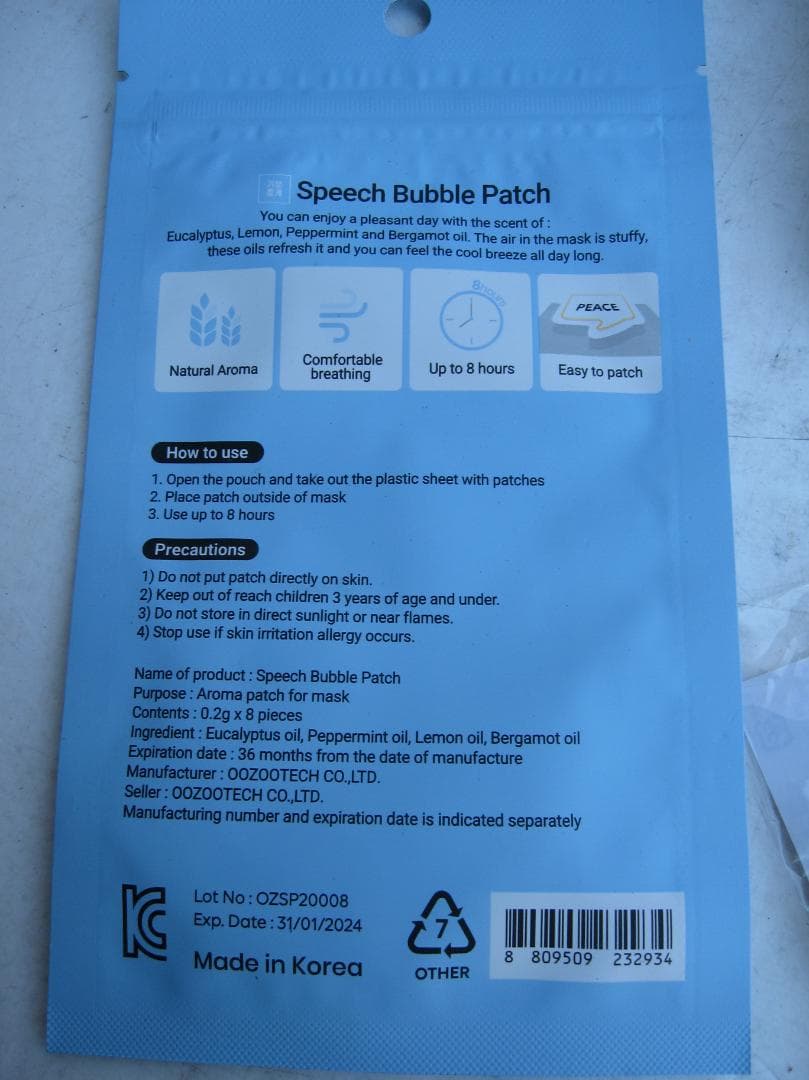 Speech Bubble Patch
You can enjoy a pleasant day with the scent of :
Eucalyptus, Lemon, Peppermint and Bergamot oil. The air in the mask is stuffy,
these oils refresh it and you can feel the cool breeze all day long.
8hours
PEACE
Natural Aroma
Comfortable
breathing
Up to 8 hours
Easy to patch
How to use
1. Open the pouch and take out the plastic sheet with patches
2. Place patch outside of mask
3. Use up to 8 hours
Precautions
1) Do not put patch directly on skin.
2) Keep out of reach children 3 years of age and under.
3) Do not store in direct sunlight or near flames.
4) Stop use if skin irritation allergy occurs.
Name of product : Speech Bubble Patch
Purpose : Aroma patch for mask
Contents : 0.2g x 8 pieces
Ingredient : Eucalyptus oil, Peppermint oil, Lemon oil, Bergamot oil
Expiration date : 36 months from the date of manufacture
Manufacturer : OOZOOTECH CO.,LTD.
Seller : OOZOOTECH CO.,LTD.
Manufacturing number and expiration date is indicated separately
Lot No : OZSP20008
Exp. Date : 31/01/2024
Made in Korea
7
OTHER
8 809509 232934